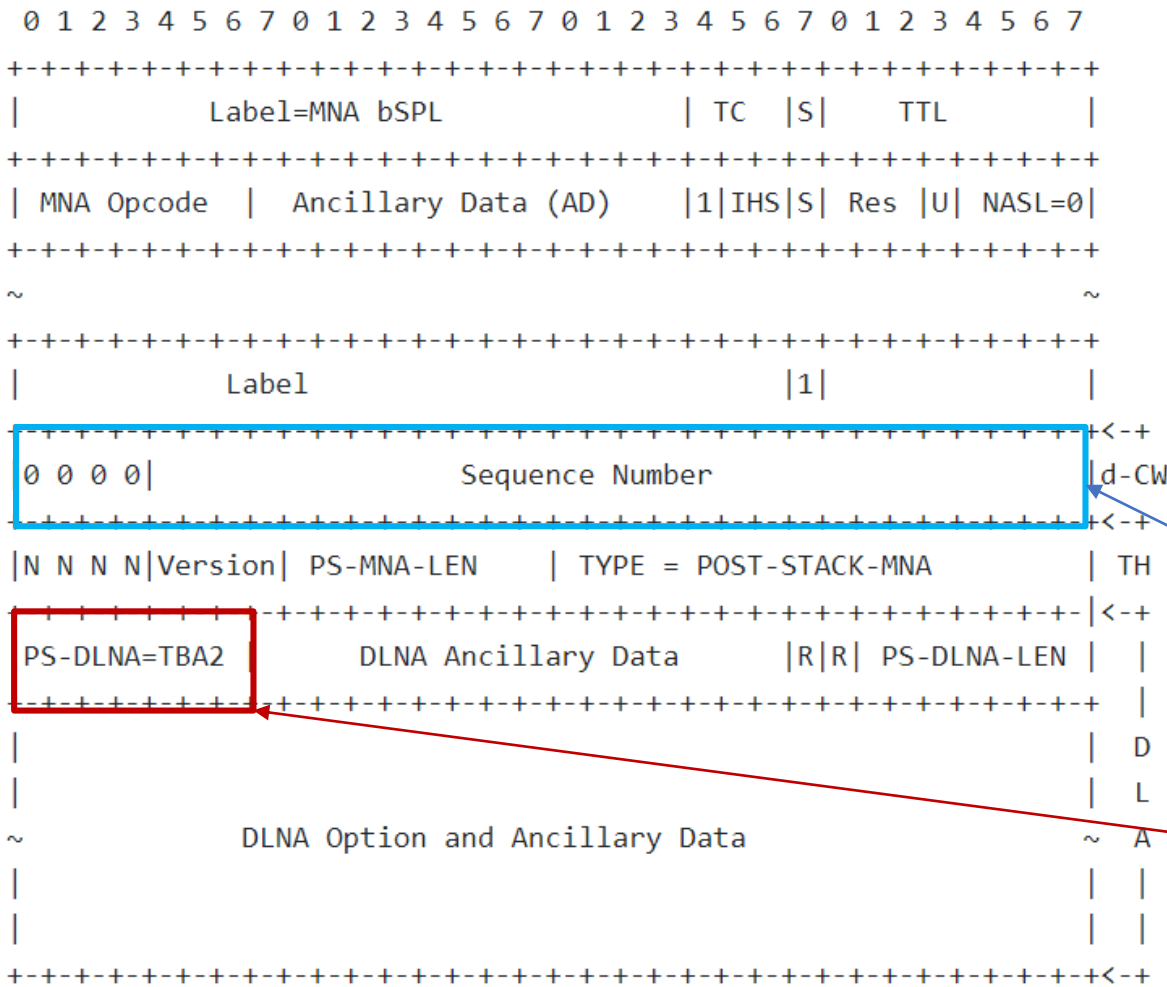 0 1 2 3 4 5 6 7 0 1 2 3 4 5 6 7 0 1 2 3 4 5 6 7 0 1 2 3 4 5 6 7
+-+-+-+-+-+-+-+-+-+-+-+-+-+-+-+-+-+-+-+-+-+-+-+-+-+-+-+-+-+-+-+-+
| Label=MNA bSPL | TC |S| TTL |
+-+-+-+-+-+-+-+-+-+-+-+-+-+-+-+-+-+-+-+-+-+-+-+-+-+-+-+-+-+-+-+-+
| MNA Opcode | Ancillary Data (AD) |1|IHS|S| Res |U| NASL=0|
+-+-+-+-+-+-+-+-+-+-+-+-+-+-+-+-+-+-+-+-+-+-+-+-+-+-+-+-+-+-+-+-+
~ ~
+-+-+-+-+-+-+-+-+-+-+-+-+-+-+-+-+-+-+-+-+-+-+-+-+-+-+-+-+-+-+-+-+
| Label |1| |
+-+-+-+-+-+-+-+-+-+-+-+-+-+-+-+-+-+-+-+-+-+-+-+-+-+-+-+-+-+-+-+-+<-+
|0 0 0 0| Sequence Number |d-CW
+-+-+-+-+-+-+-+-+-+-+-+-+-+-+-+-+-+-+-+-+-+-+-+-+-+-+-+-+-+-+-+-+<-+
|N N N N|Version| PS-MNA-LEN | TYPE = POST-STACK-MNA | TH
+-+-+-+-+-+-+-+-+-+-+-+-+-+-+-+-+-+-+-+-+-+-+-+-+-+-+-+-+-+-+-+-|<-+
PS-DLNA=TBA2 | DLNA Ancillary Data |R|R| PS-DLNA-LEN | |
+-+-+-+-+-+-+-+-+-+-+-+-+-+-+-+-+-+-+-+-+-+-+-+-+-+-+-+-+-+-+-+-+ |
| | D
| | L
~ DLNA Option and Ancillary Data ~ A
| | |
| | |
+-+-+-+-+-+-+-+-+-+-+-+-+-+-+-+-+-+-+-+-+-+-+-+-+-+-+-+-+-+-+-+-+<-+